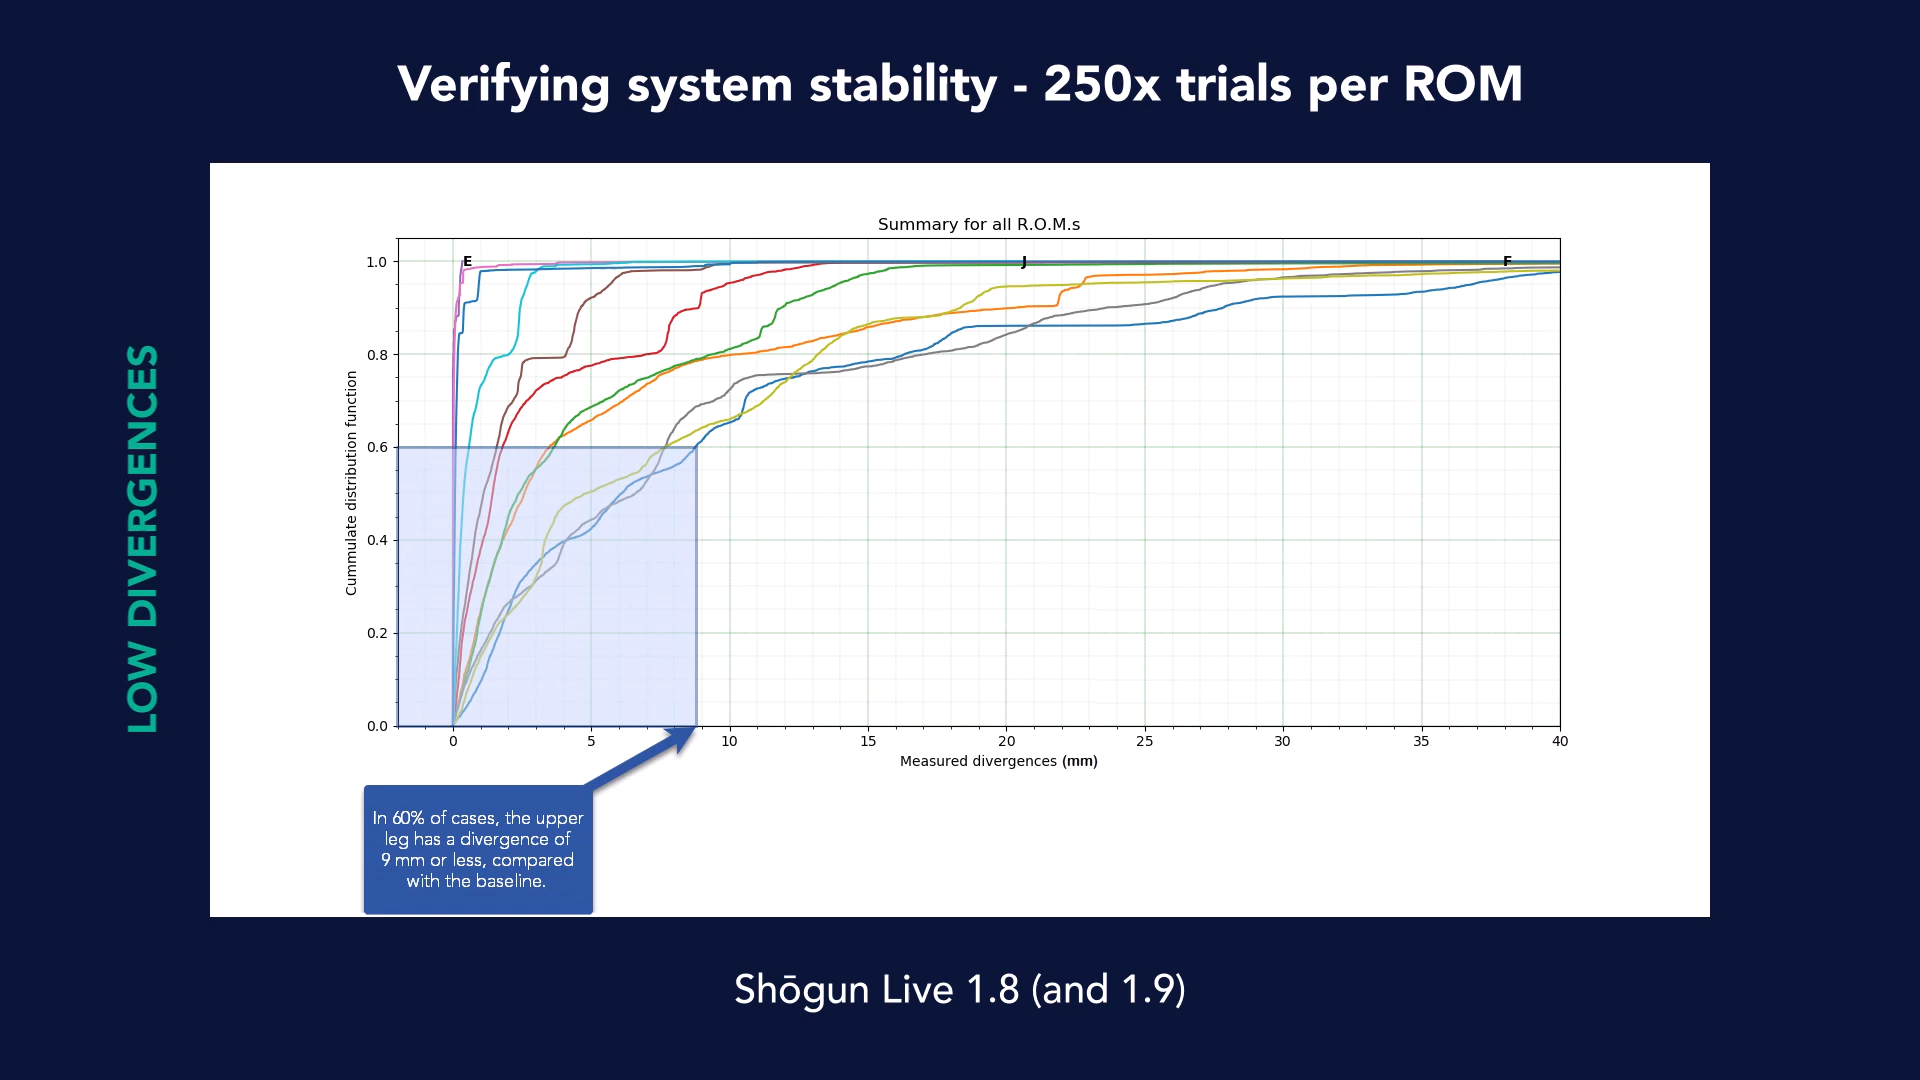 Verifying system stability - 250x trials per ROM
LOW DIVERGENCES
Summary for all R.O.M.s
Cummulate distribution function
1.0
0.8
0.6
0.4
0.2
0.0
E
J
F
0 5 10 15 20 25 30 35 40
Measured divergences (mm)
In 60% of cases, the upper
leg has a divergence of
9 mm or less, compared
with the baseline.
Shōgun Live 1.8 (and 1.9)